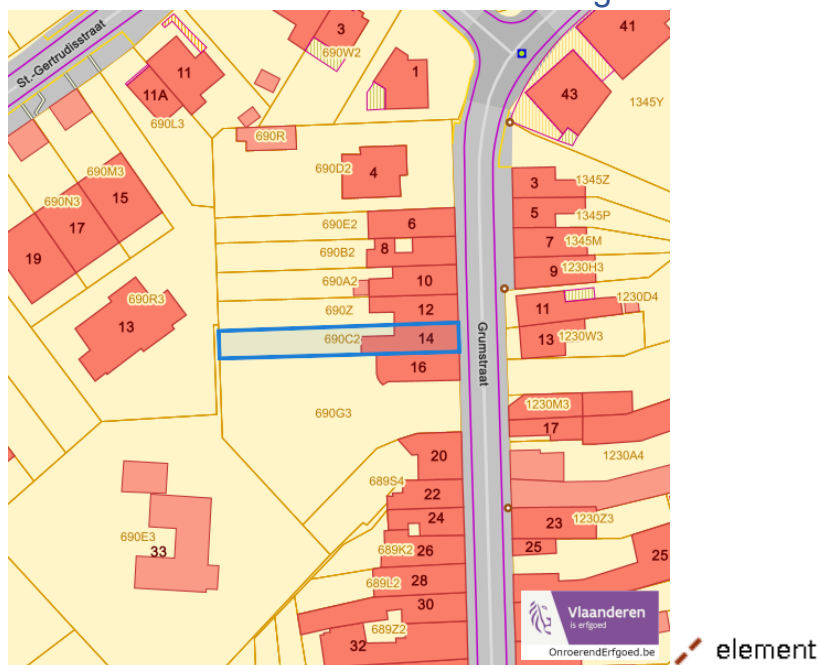 3
41
690W2
St.-Gertrudisstraat
11
1
11A
43
1345Y
690L3
690R
690D2
4
690M3
3
1345Z
15
690N3
17
690E2
6
5
1345P
19
8
690B2
7
1345M
9
1230H3
690A2
10
690R3
690Z
12
11
1230D4
13
690C2
14
Grumstraat
13
1230W3
16
1230M3
690G3
17
20
1230A4
689S4
22
24
23
1230Z3
690E3
33
689K2
26
25
25
689L2
28
30
689Z2
32
Vlaanderen
is erfgoed
OnroerendErfgoed.be
element